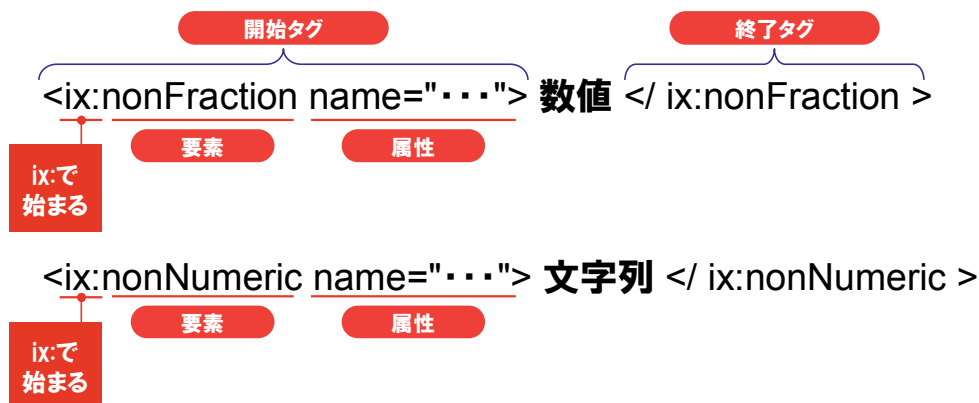 開始タグ
終了タグ
<ix:nonFraction name="・・・"> 数値 </ ix:nonFraction >
要素
属性
ix:で
始まる
<ix:nonNumeric name="・・・"> 文字列 </ ix:nonNumeric >
要素
属性
ix:で
始まる